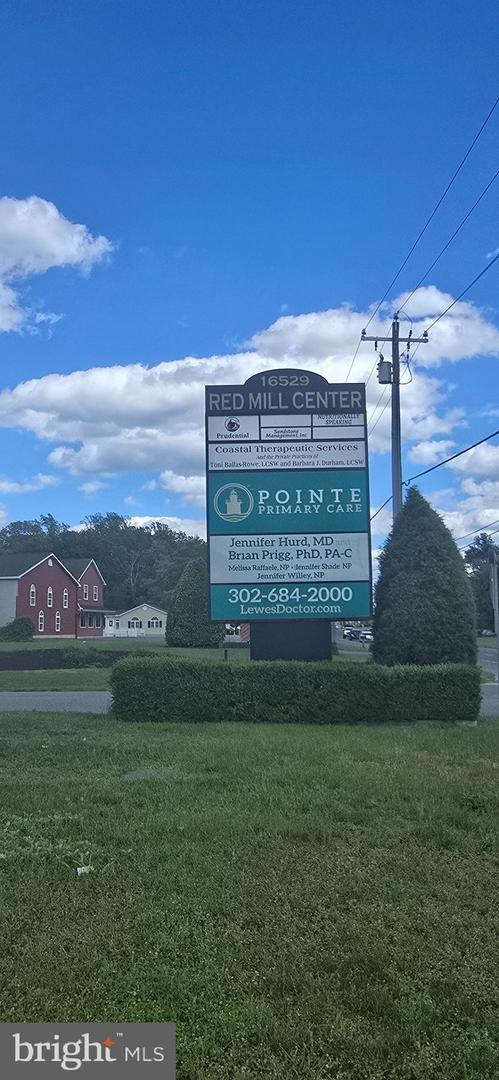 16529
RED MILL CENTER
Prudential
Sandstone
Management, Inc
NUTRITIONALLY
SPEAKING
Coastal Therapeutic Services
And the Private Practices of
Toni Ballas-Rowe, LCSW and Barbara J. Durham, LCSW
POINTE
PRIMARY CARE
Jennifer Hurd, MD and
Brian Prigg, PhD, PA-C
Melissa Raffaele, NP • Jennifer Shade NP
Jennifer Willey, NP
302-684-2000
LewesDoctor.com
bright MLS